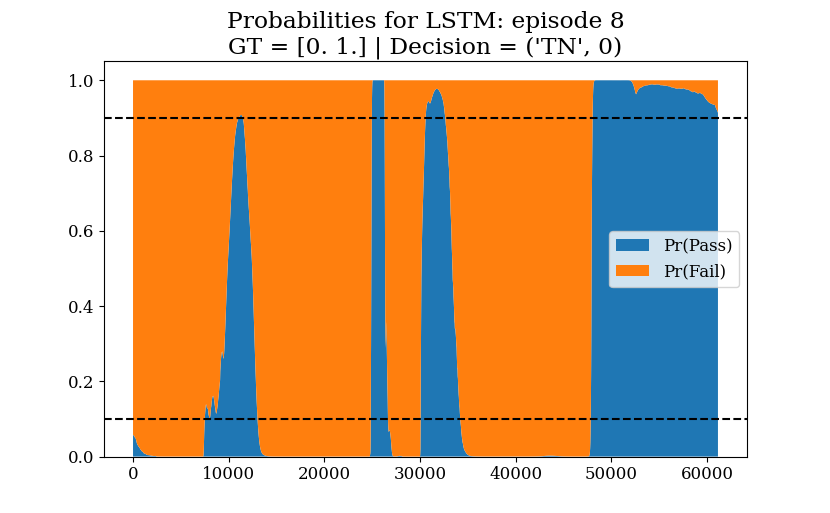 Probabilities for LSTM: episode 8
GT = [0. 1.] | Decision = ('TN', 0)
1.0
0.8
0.6
0.4
0.2
0.0
Pr(Pass)
Pr(Fail)
0 10000 20000 30000 40000 50000 60000